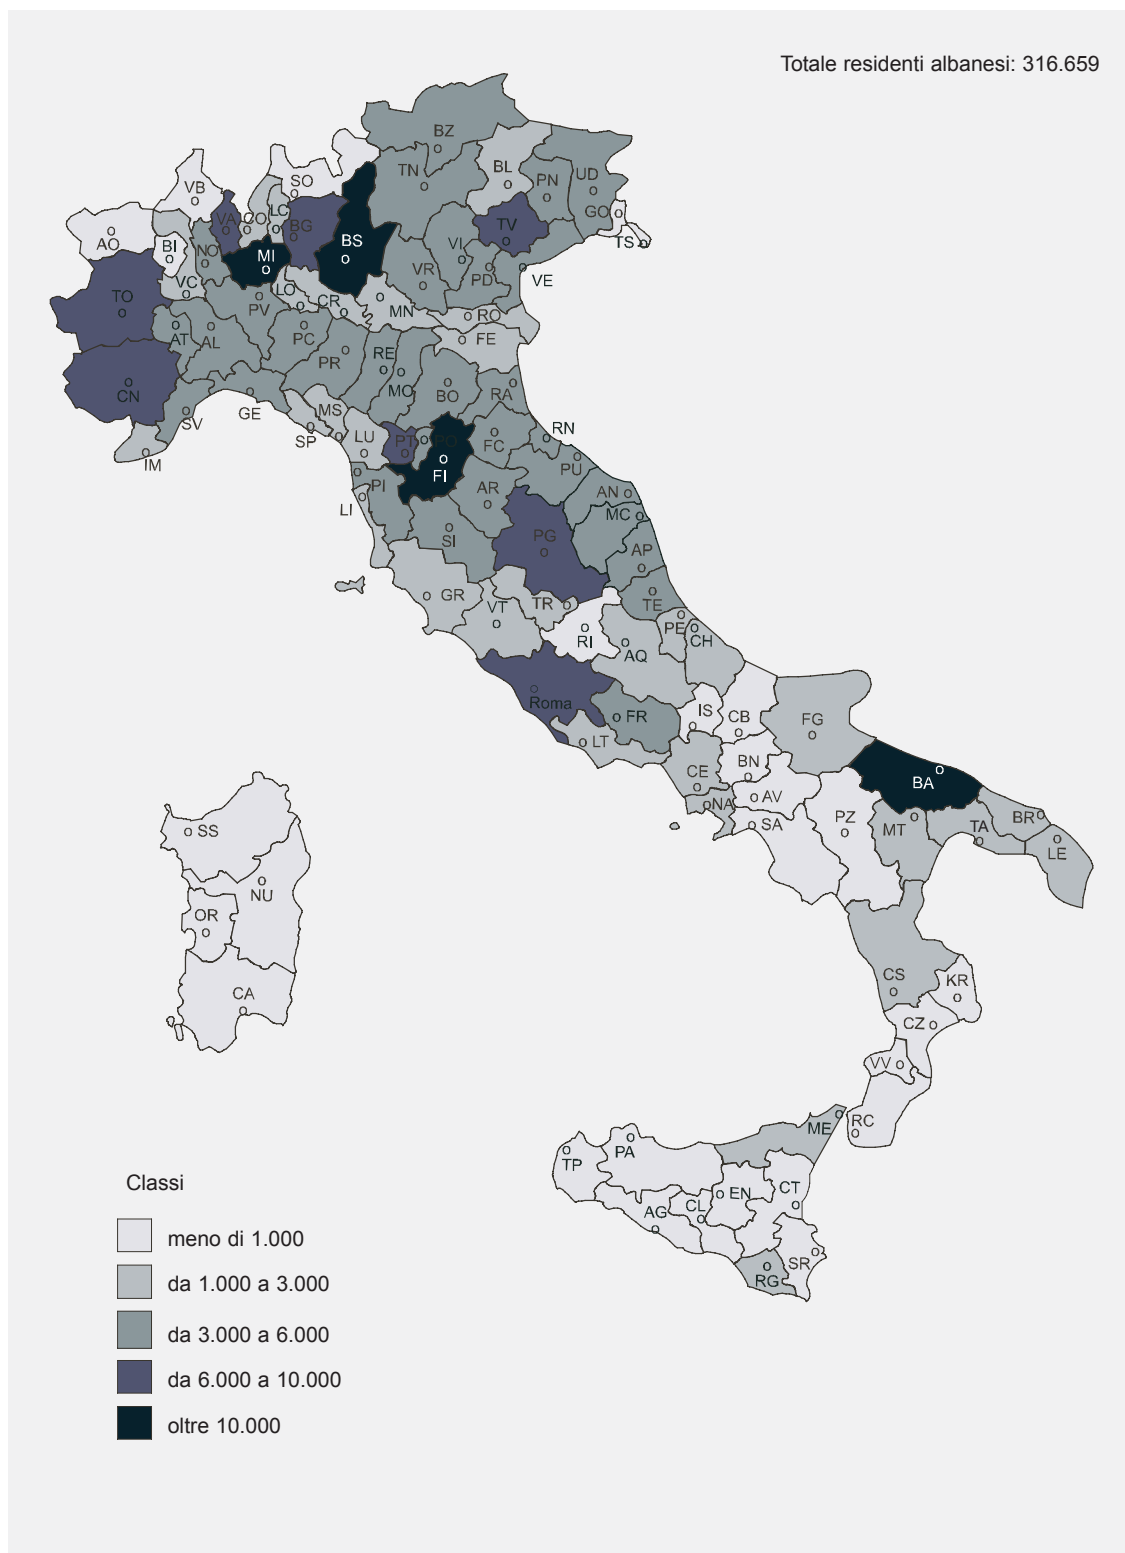 Totale residenti albanesi: 316.659
BZ
TN
BL
PN
UD
GO
TS
VB
SO
AO
BI
VA
CO
LC
BG
BS
TV
MI
NO
VC
TO
VI
VR
PD
VE
LO
CR
MN
RO
PV
AT
AL
PC
PR
FE
RE
MO
BO
RA
CN
SV
GE
IM
SP
MS
LU
PT
PO
FI
FC
RN
PU
AN
MC
PI
AR
LI
SI
PG
AP
GR
VT
TR
TE
PE
CH
RI
AQ
Roma
FR
LT
IS
CB
FG
CE
BN
BA
NA
AV
SA
PZ
MT
TA
BR
LE
SS
NU
OR
CA
CS
KR
CZ
VV
RC
ME
TP
PA
EN
CT
AG
CL
SR
RG
Classi
meno di 1.000
da 1.000 a 3.000
da 3.000 a 6.000
da 6.000 a 10.000
oltre 10.000